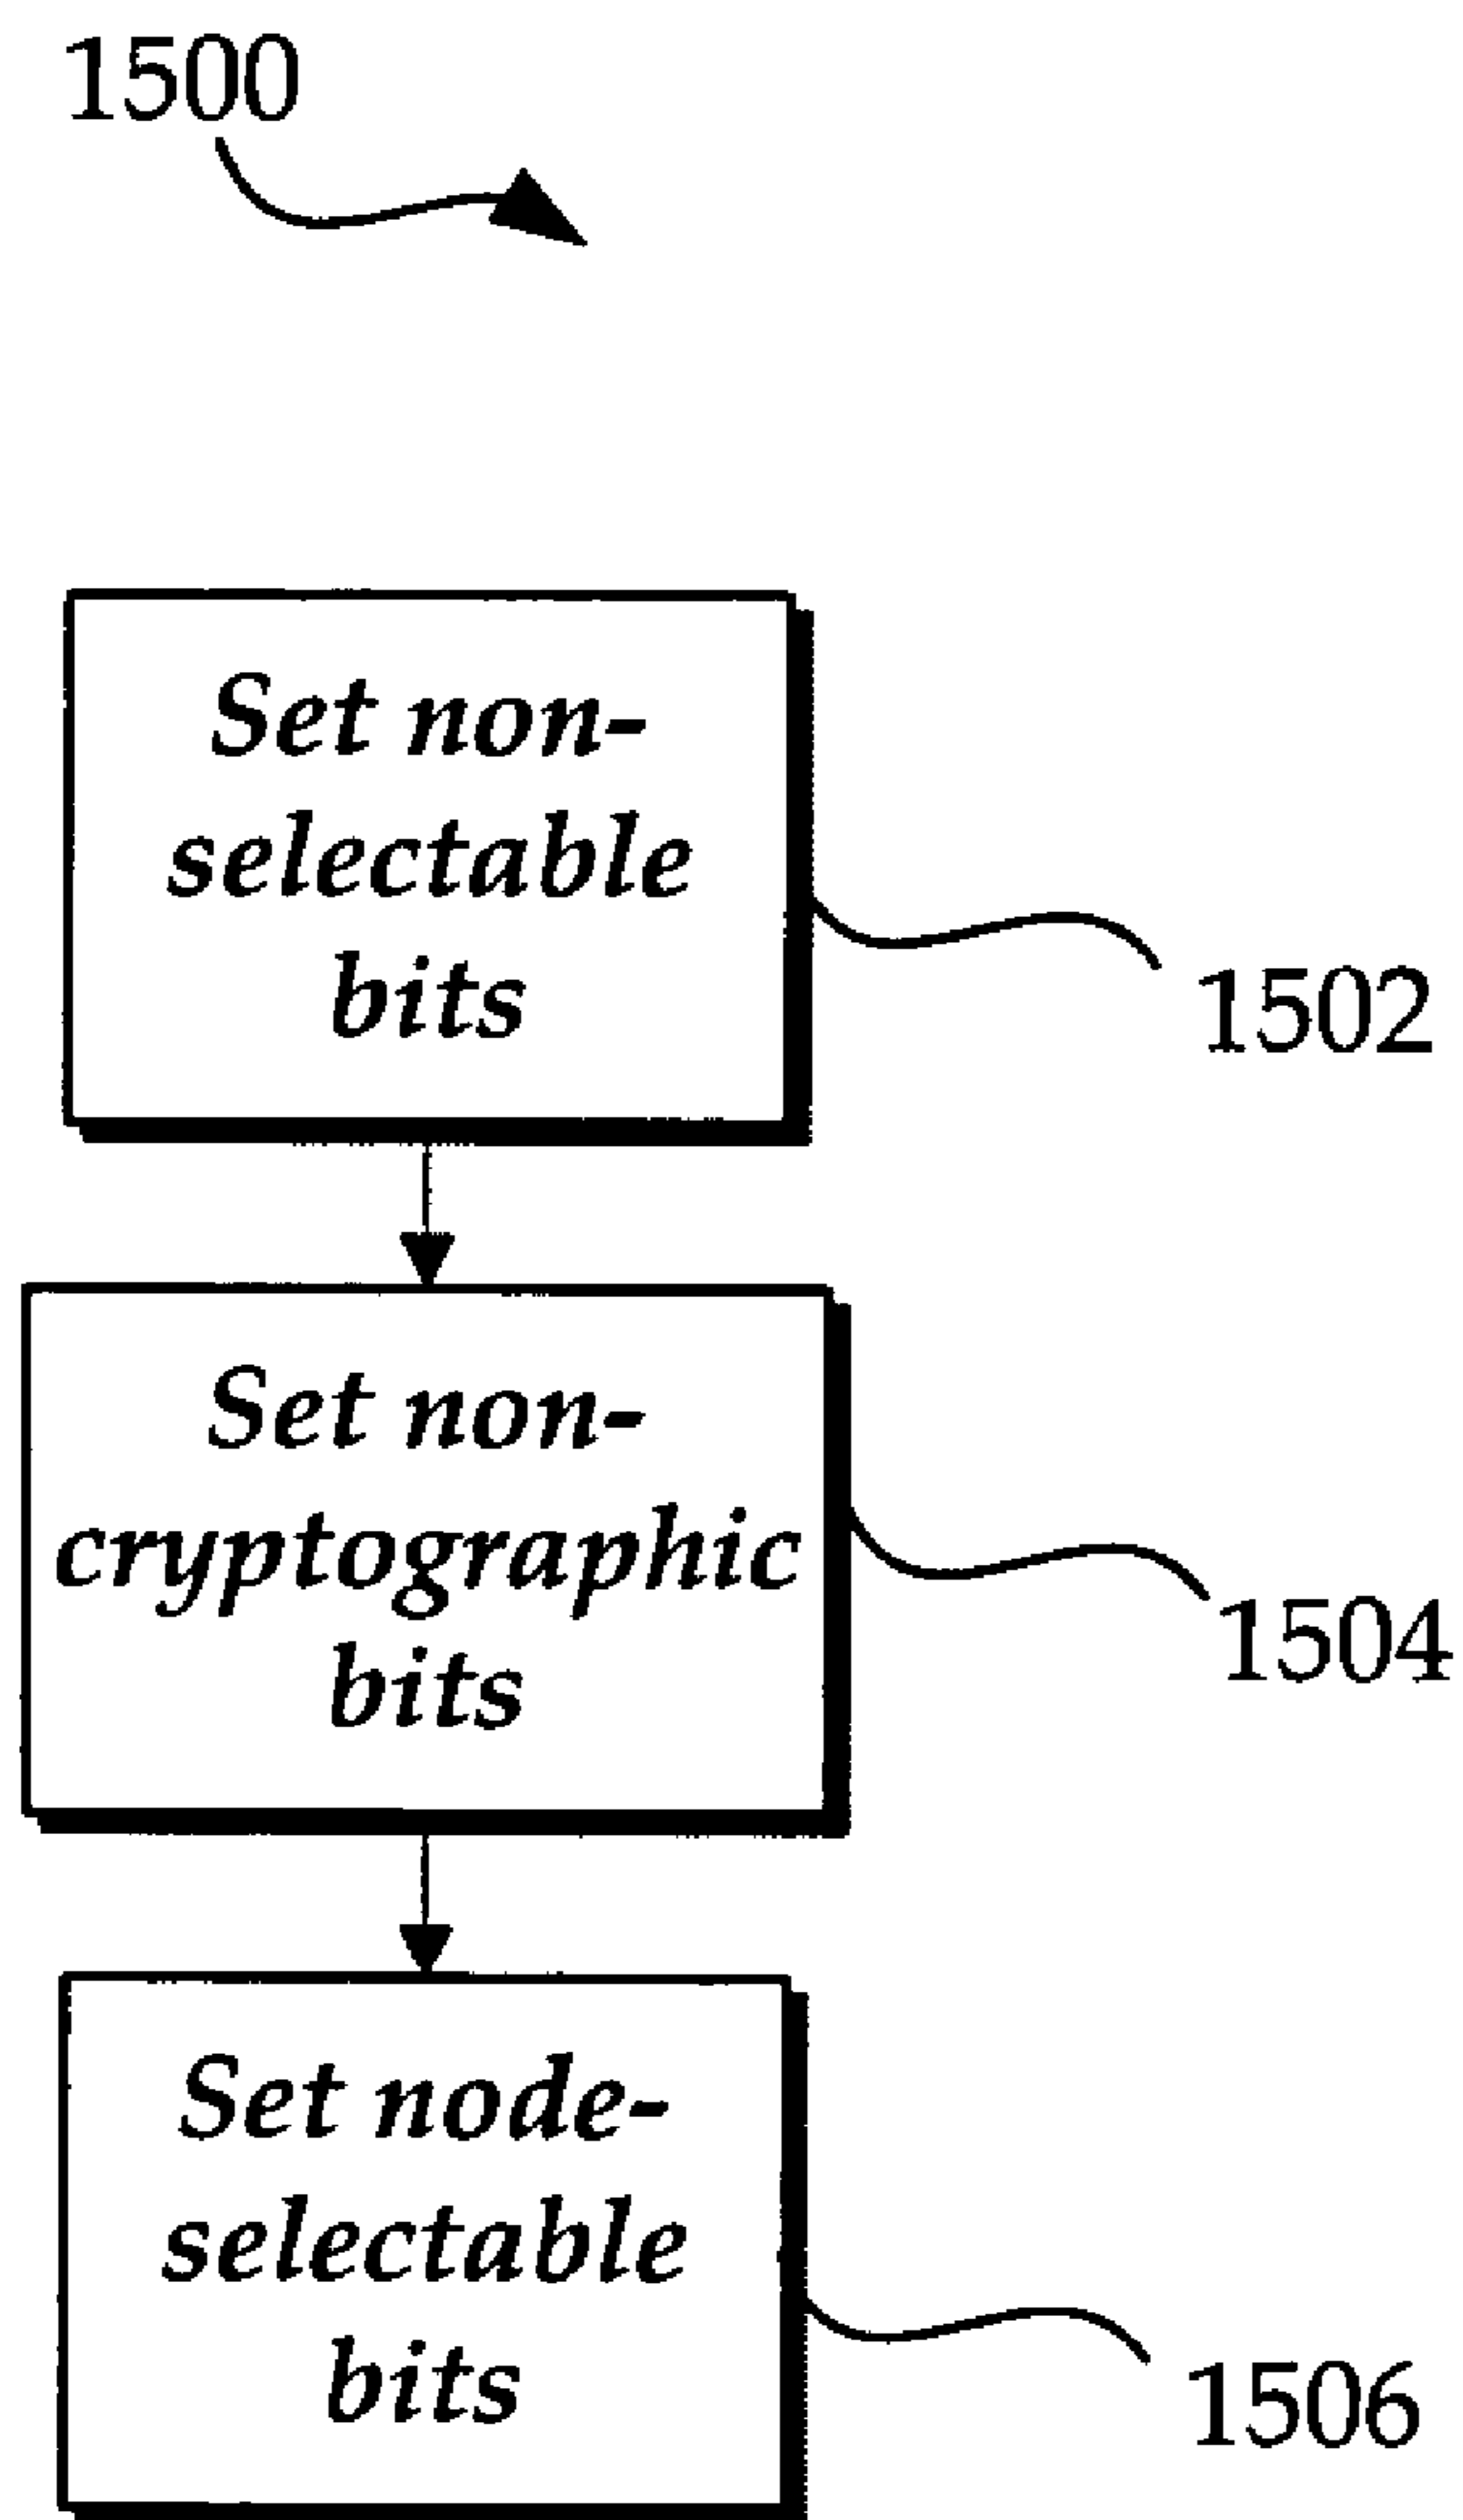 1500
Set non-
selectable
bits
1502
Set non-
cryptographic
bits
1504
Set node-
selectable
bits
1506